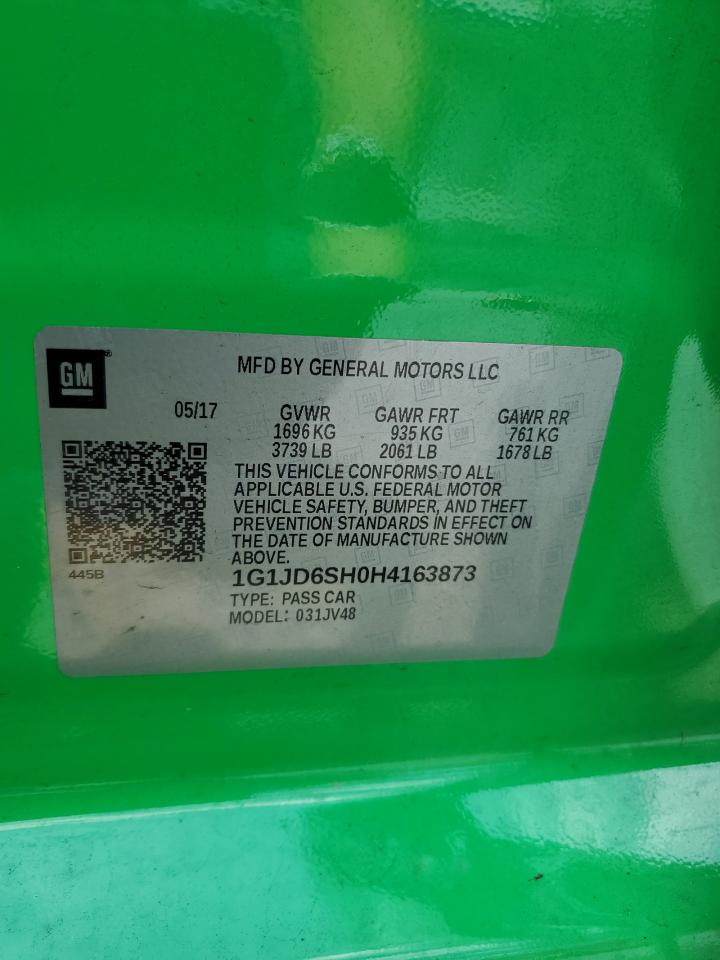 GM
MFD BY GENERAL MOTORS LLC
05/17 GVWR GAWR FRT GAWR RR
1696 KG 935 KG 761 KG
3739 LB 2061 LB 1678 LB
THIS VEHICLE CONFORMS TO ALL
APPLICABLE U.S. FEDERAL MOTOR
VEHICLE SAFETY, BUMPER, AND THEFT
PREVENTION STANDARDS IN EFFECT ON
THE DATE OF MANUFACTURE SHOWN
ABOVE.
445B
1G1JD6SH0H4163873
TYPE: PASS CAR
MODEL: 031JV48